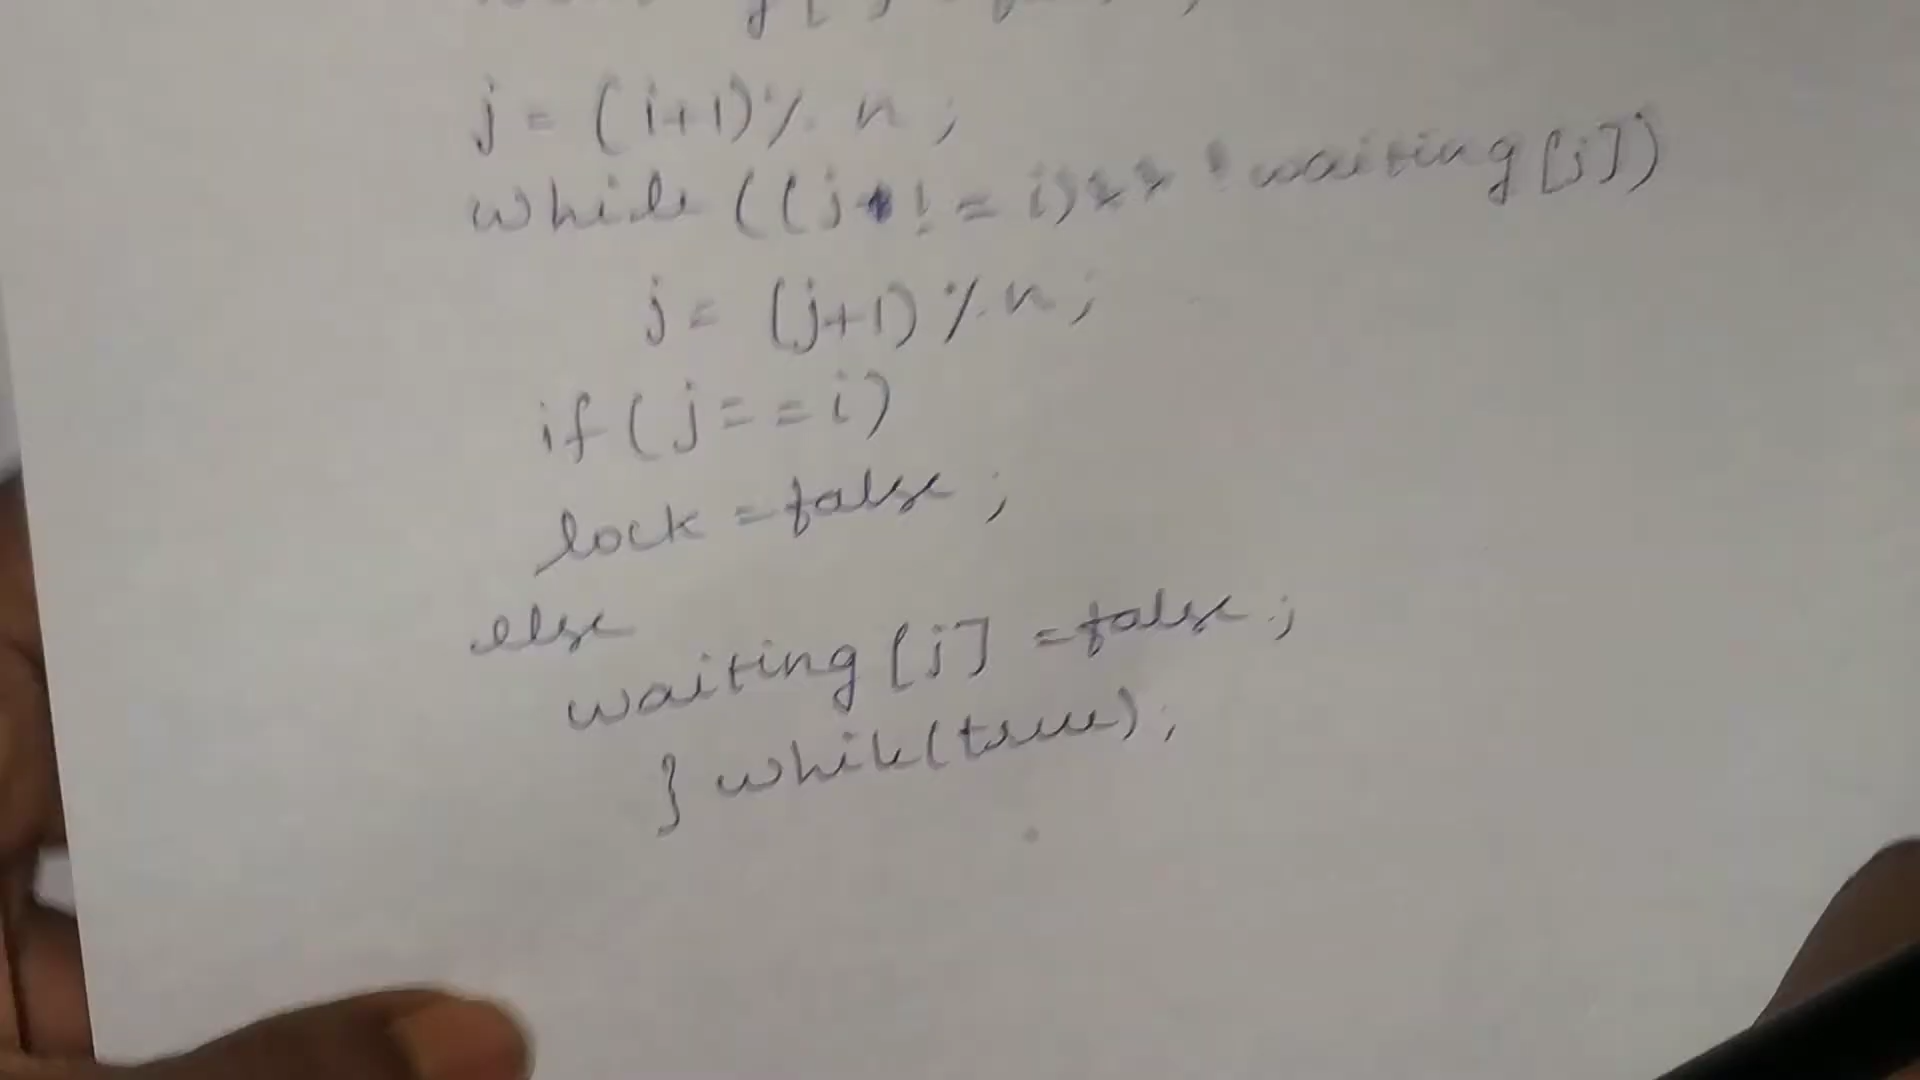 j = (i+1)% n;
while ((j != i) && !waiting[j])
j = (j+1) % n;
if (j==i)
lock = false;
else
waiting [j] = false;
} while(true);